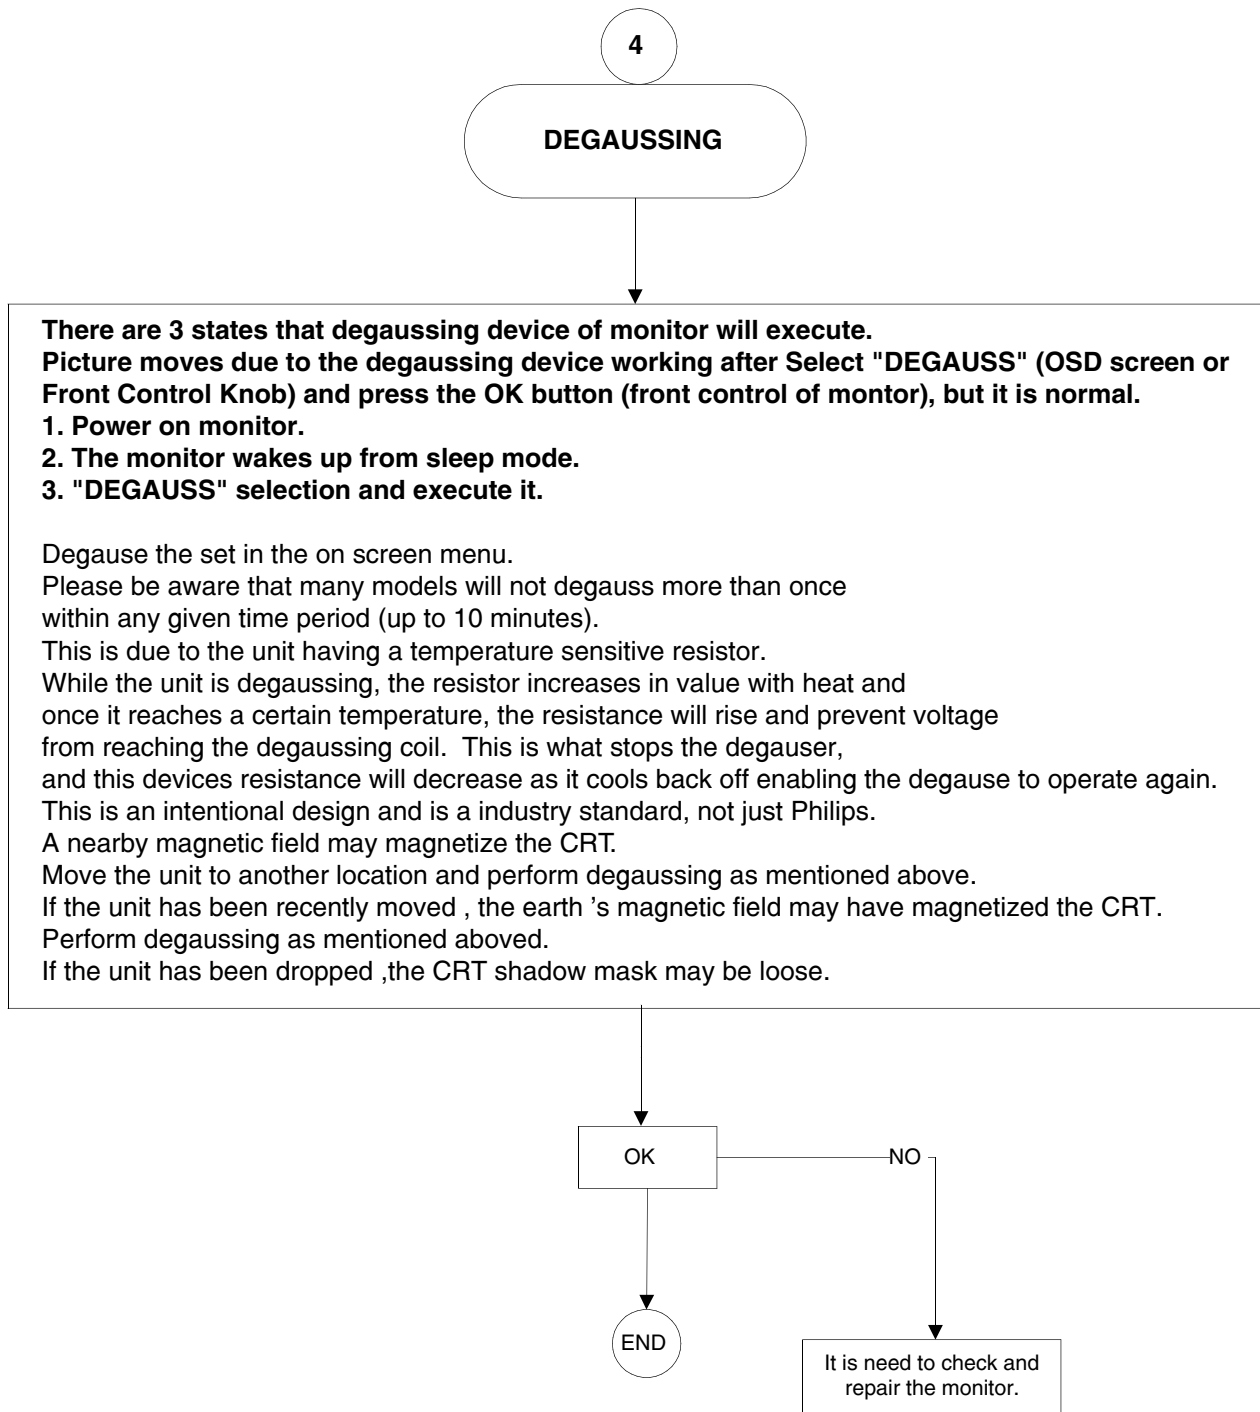 4
DEGAUSSING
There are 3 states that degaussing device of monitor will execute.
Picture moves due to the degaussing device working after Select "DEGAUSS" (OSD screen or
Front Control Knob) and press the OK button (front control of montor), but it is normal.
1. Power on monitor.
2. The monitor wakes up from sleep mode.
3. "DEGAUSS" selection and execute it.
Degause the set in the on screen menu.
Please be aware that many models will not degauss more than once
within any given time period (up to 10 minutes).
This is due to the unit having a temperature sensitive resistor.
While the unit is degaussing, the resistor increases in value with heat and
once it reaches a certain temperature, the resistance will rise and prevent voltage
from reaching the degaussing coil.  This is what stops the degauser,
and this devices resistance will decrease as it cools back off enabling the degause to operate again.
This is an intentional design and is a industry standard, not just Philips.
A nearby magnetic field may magnetize the CRT.
Move the unit to another location and perform degaussing as mentioned above.
If the unit has been recently moved , the earth 's magnetic field may have magnetized the CRT.
Perform degaussing as mentioned aboved.
If the unit has been dropped ,the CRT shadow mask may be loose.
OK
NO
END
It is need to check and
repair the monitor.